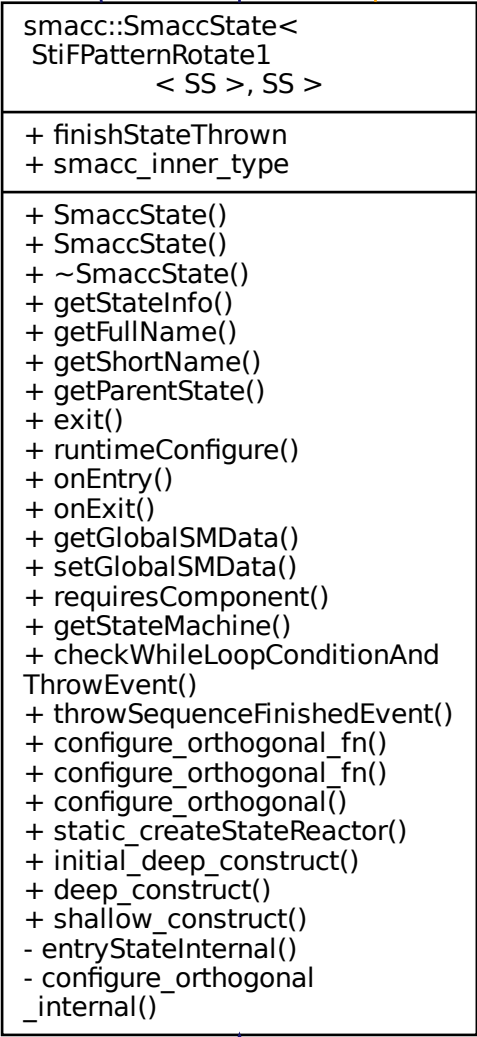 smacc::SmaccState<
StiFPatternRotate1
< SS >, SS >
+ finishStateThrown
+ smacc_inner_type
+ SmaccState()
+ SmaccState()
+ ~SmaccState()
+ getStateInfo()
+ getFullName()
+ getShortName()
+ getParentState()
+ exit()
+ runtimeConfigure()
+ onEntry()
+ onExit()
+ getGlobalSMData()
+ setGlobalSMData()
+ requiresComponent()
+ getStateMachine()
+ checkWhileLoopConditionAnd
ThrowEvent()
+ throwSequenceFinishedEvent()
+ configure_orthogonal_fn()
+ configure_orthogonal_fn()
+ configure_orthogonal()
+ static_createStateReactor()
+ initial_deep_construct()
+ deep_construct()
+ shallow_construct()
- entryStateInternal()
- configure_orthogonal
_internal()